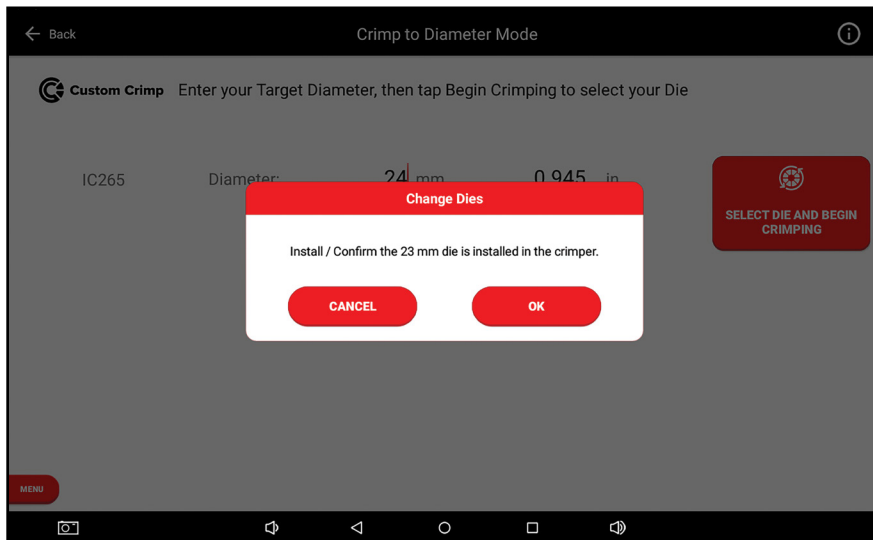 Back
Crimp to Diameter Mode
Custom Crimp
Enter your Target Diameter, then tap Begin Crimping to select your Die
IC265
Diameter:
24 mm
0.945 in
SELECT DIE AND BEGIN
CRIMPING
Change Dies
Install / Confirm the 23 mm die is installed in the crimper.
CANCEL
OK
MENU